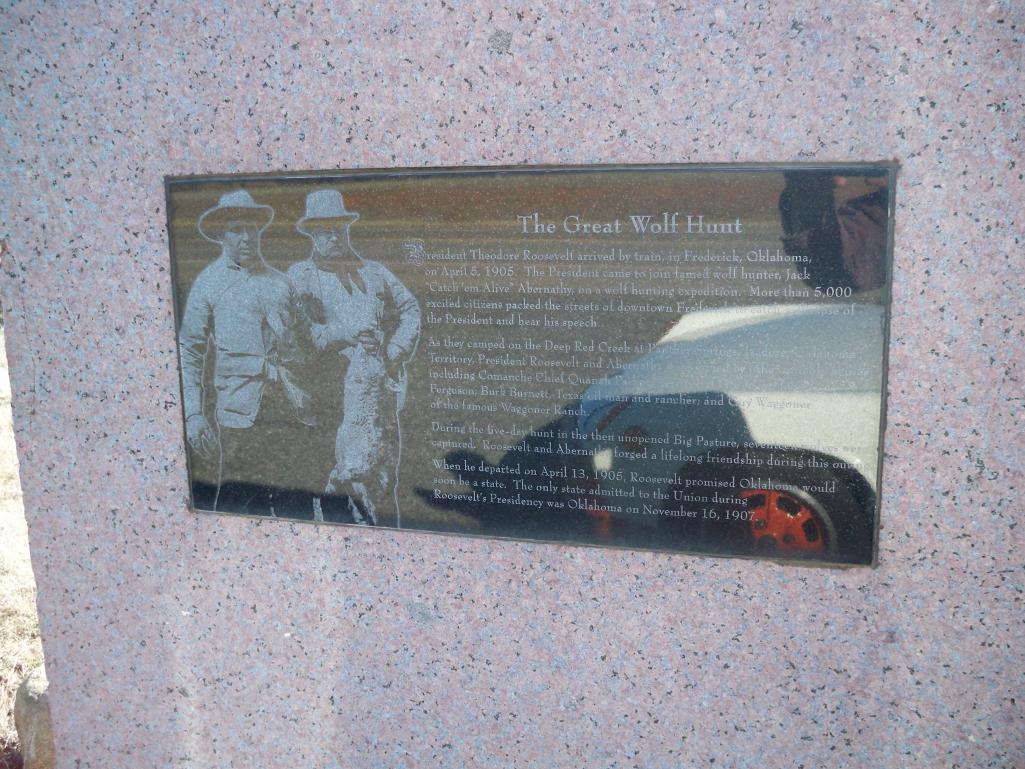 The Great Wolf Hunt
President Theodore Roosevelt arrived by train, in Frederick, Oklahoma,
on April 5, 1905. The President came to join famed wolf hunter, Jack
"Catch 'em Alive" Abernathy, on a wolf hunting expedition. More than 5,000
excited citizens packed the streets of downtown Frederick to catch a glimpse of
the President and hear his speech.
As they camped on the Deep Red Creek at
Territory, President Roosevelt and Abernathy
including Comanche Chief Quanah
Ferguson; Burk Burnett, Texas oil man and rancher; and Guy Waggoner
of the famous Waggoner Ranch.
During the five-day hunt in the then unopened Big Pasture, were
captured. Roosevelt and Abernathy forged a lifelong friendship during this
When he departed on April 13, 1905, Roosevelt promised Oklahoma would
soon be a state. The only state admitted to the Union during
Roosevelt's Presidency was Oklahoma on November 16, 1907.